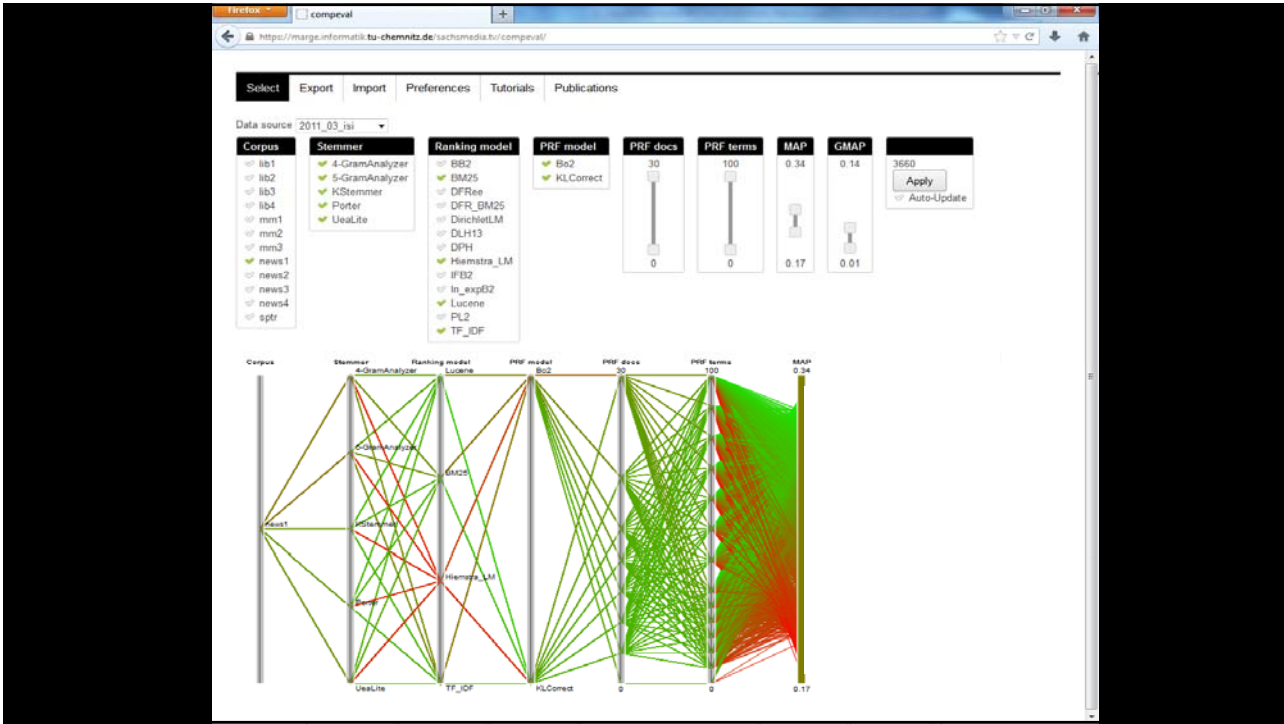 Firefox
compeval
https://marge.informatik.tu-chemnitz.de/sachsmedia.tv/compeval/
Select Export Import Preferences Tutorials Publications
Data source 2011_03_isi
Corpus
lib1
lib2
lib3
lib4
mm1
mm2
mm3
news1
news2
news3
news4
sptr
Stemmer
4-GramAnalyzer
5-GramAnalyzer
KStemmer
Porter
UeaLite
Ranking model
BB2
BM25
DFRee
DFR_BM25
DirichletLM
DLH13
DPH
Hiemstra_LM
IFB2
In_expB2
Lucene
PL2
TF_IDF
PRF model
Bo2
KLCorrect
PRF docs
30
0
PRF terms
100
0
MAP
0.34
0.17
GMAP
0.14
0.01
3660
Apply
Auto-Update
Corpus Stemmer Ranking model PRF model PRF docs PRF terms MAP
4-GramAnalyzer Lucene Bo2 30 100 0.34
5-GramAnalyzer
BM25
news1 KStemmer
Hiemstra_LM
Porter
UeaLite TF_IDF KLCorrect 0 0 0.17